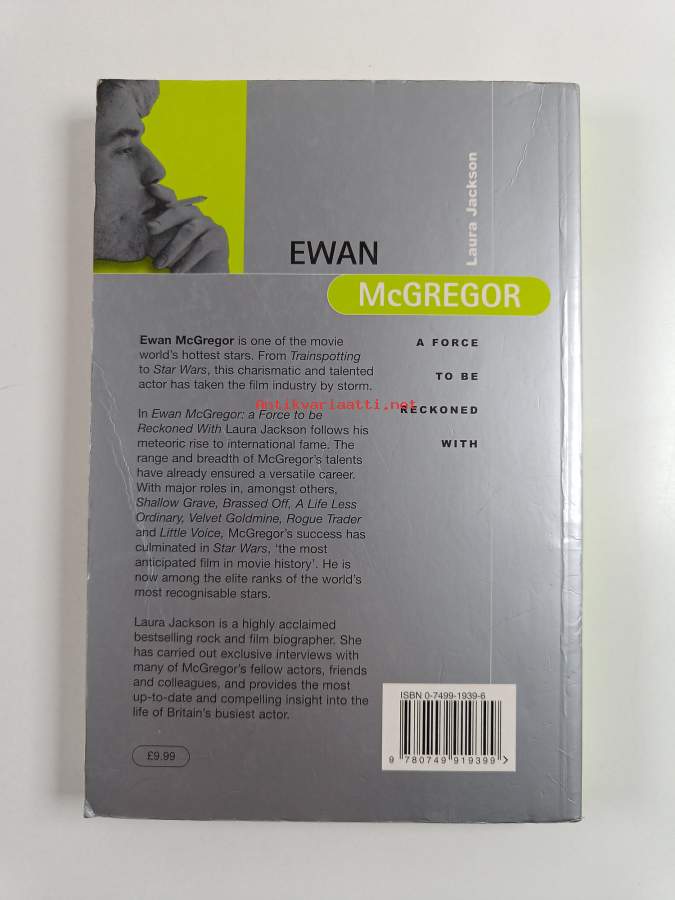 Laura Jackson
EWAN
McGREGOR
A FORCE
TO BE
RECKONED
WITH
Ewan McGregor is one of the movie
world's hottest stars. From Trainspotting
to Star Wars, this charismatic and talented
actor has taken the film industry by storm.
In Ewan McGregor: a Force to be
Reckoned With Laura Jackson follows his
meteoric rise to international fame. The
range and breadth of McGregor's talents
have already ensured a versatile career.
With major roles in, amongst others,
Shallow Grave, Brassed Off, A Life Less
Ordinary, Velvet Goldmine, Rogue Trader
and Little Voice, McGregor's success has
culminated in Star Wars, 'the most
anticipated film in movie history'. He is
now among the elite ranks of the world's
most recognisable stars.
Laura Jackson is a highly acclaimed
bestselling rock and film biographer. She
has carried out exclusive interviews with
many of McGregor's fellow actors, friends
and colleagues, and provides the most
up-to-date and compelling insight into the
life of Britain's busiest actor.
£9.99
ISBN 0-7499-1939-6
9 780749 919399 >
Antikvariaatti.net